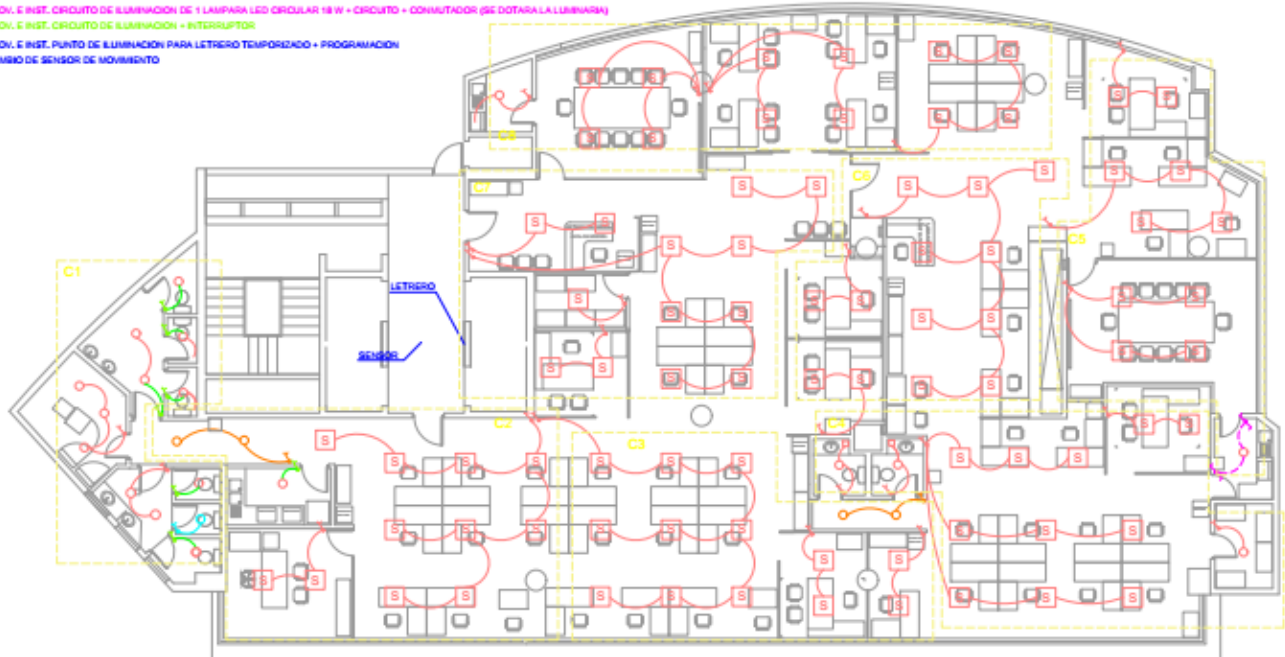 OV. E INST. CIRCUITO DE ILUMINACION DE 1 LAMPARA LED CIRCULAR 18 W + CIRCUITO + CONMUTADOR (SE DOTARA LA LUMINARIA)
OV. E INST. CIRCUITO DE ILUMINACION + INTERRUPTOR
OV. E INST. PUNTO DE ILUMINACION PARA LETRERO TEMPORIZADO + PROGRAMACION
MBIO DE SENSOR DE MOVIMIENTO
C8
C7
C6
C5
C1
LETRERO
SENSOR
C2
C3
C4
S S S S S S S S
S S S S S S S S
S S S S S S
S S S S S S
S S S S S S
S S S S S S
S S S S S S
S S S S S S
S S S S S S
S S S S S S